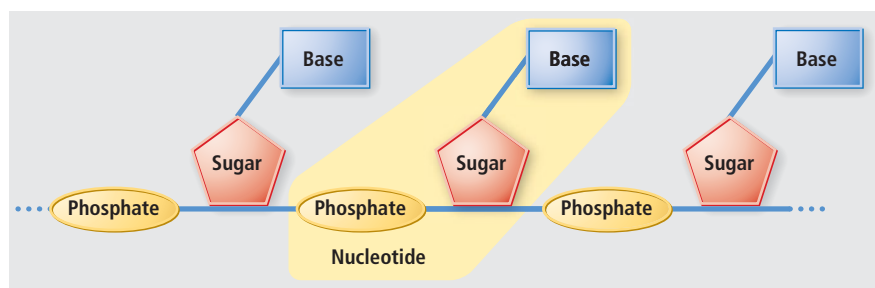 Base Base Base
Sugar Sugar Sugar
Phosphate Phosphate Phosphate
Nucleotide